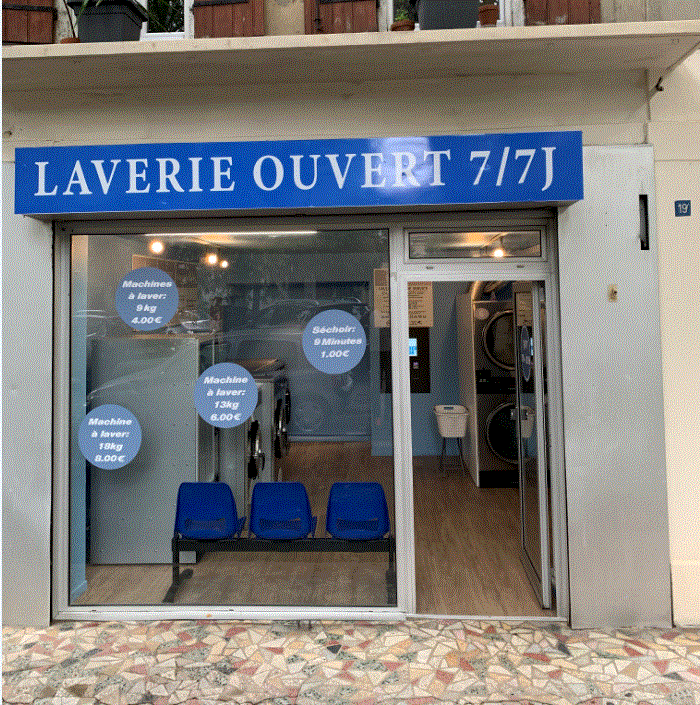 LAVERIE OUVERT 7/7J
19
Machines
à laver:
9kg
4.00€
Séchoir:
9 Minutes
1.00€
Machine
à laver:
13kg
6.00€
Machine
à laver:
18kg
8.00€